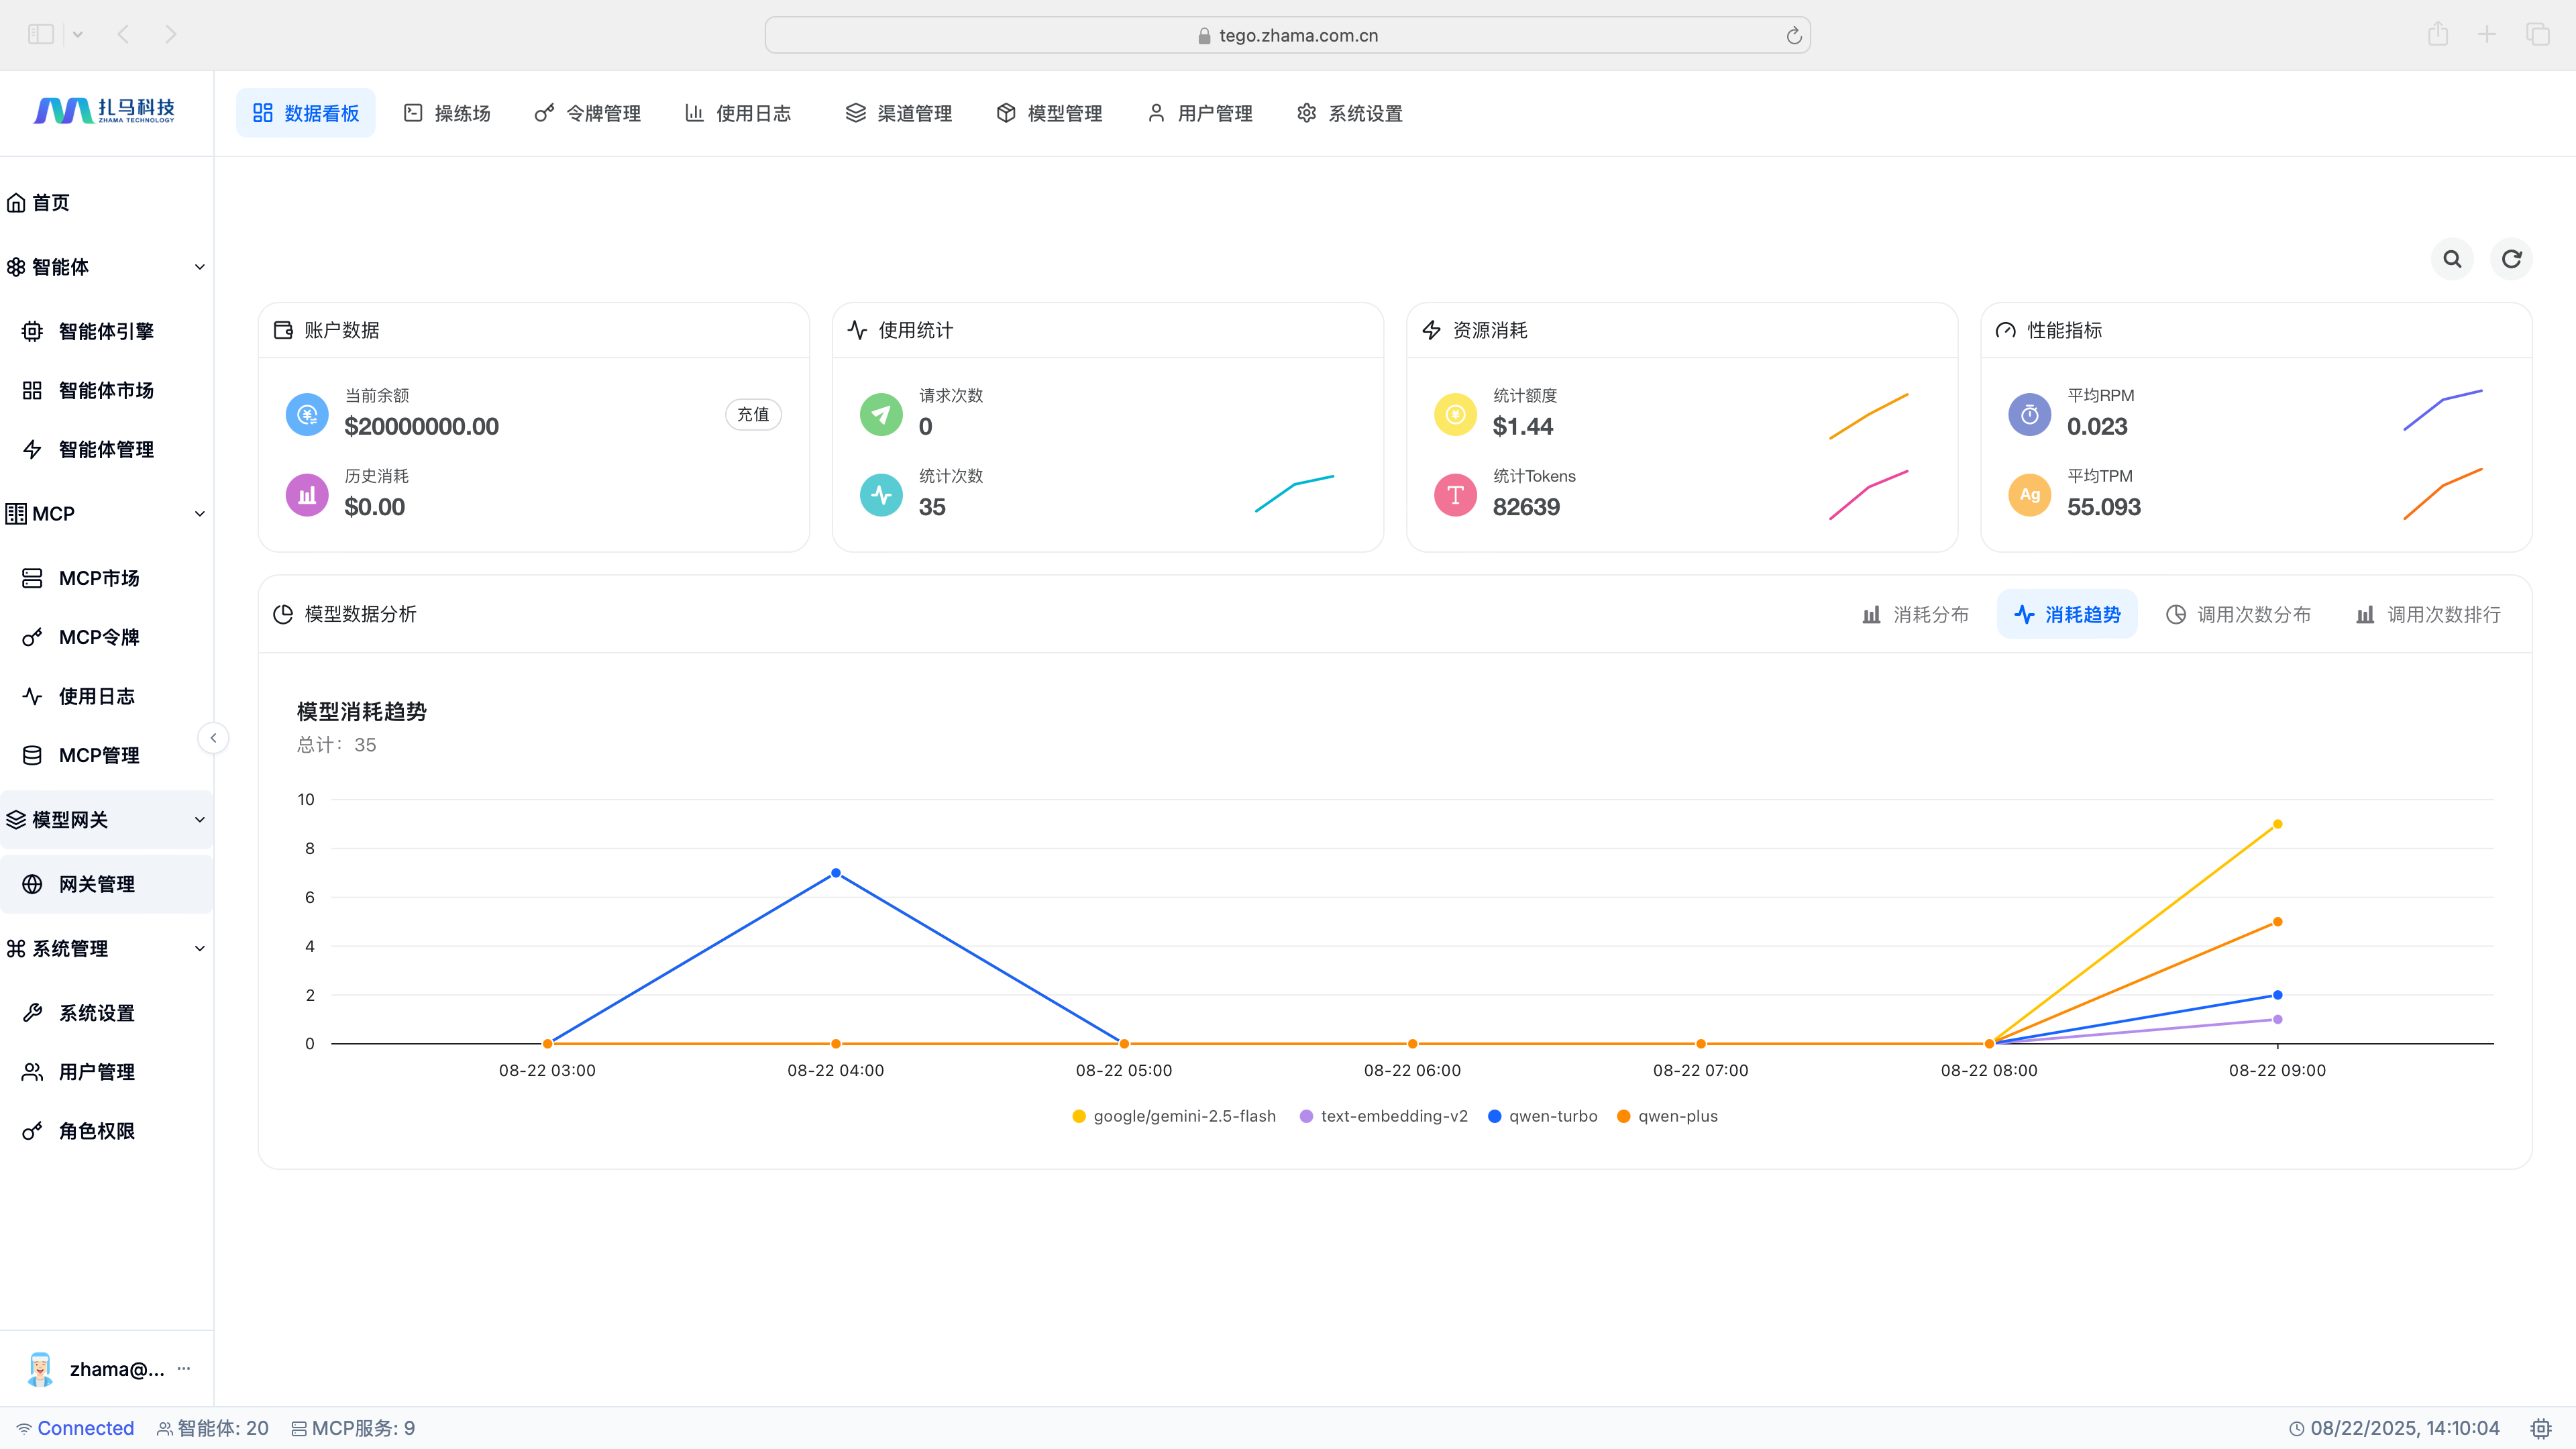 tego.zhama.com.cn
扎马科技
ZHAMA TECHNOLOGY
数据看板
操练场
令牌管理
使用日志
渠道管理
模型管理
用户管理
系统设置
首页
智能体
智能体引擎
智能体市场
智能体管理
MCP
MCP市场
MCP令牌
使用日志
MCP管理
模型网关
网关管理
系统管理
系统设置
用户管理
角色权限
zhama@... ···
账户数据
当前余额
$20000000.00
充值
历史消耗
$0.00
使用统计
请求次数
0
统计次数
35
资源消耗
统计额度
$1.44
T
统计Tokens
82639
性能指标
平均RPM
0.023
Ag
平均TPM
55.093
模型数据分析
消耗分布
消耗趋势
调用次数分布
调用次数排行
模型消耗趋势
总计：35
10
8
6
4
2
0
08-22 03:00
08-22 04:00
08-22 05:00
08-22 06:00
08-22 07:00
08-22 08:00
08-22 09:00
google/gemini-2.5-flash
text-embedding-v2
qwen-turbo
qwen-plus
Connected
智能体: 20
MCP服务: 9
08/22/2025, 14:10:04